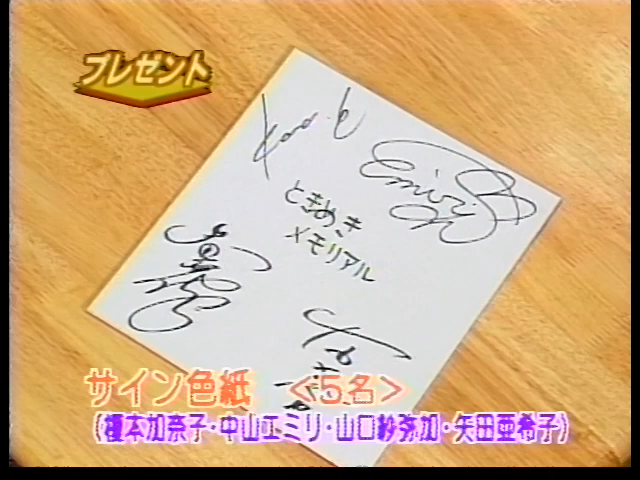 プレゼント
ときめき
メモリアル
サイン色紙 <5名>
(榎本加奈子・中山エミリ・山口紗弥加・矢田亜希子)